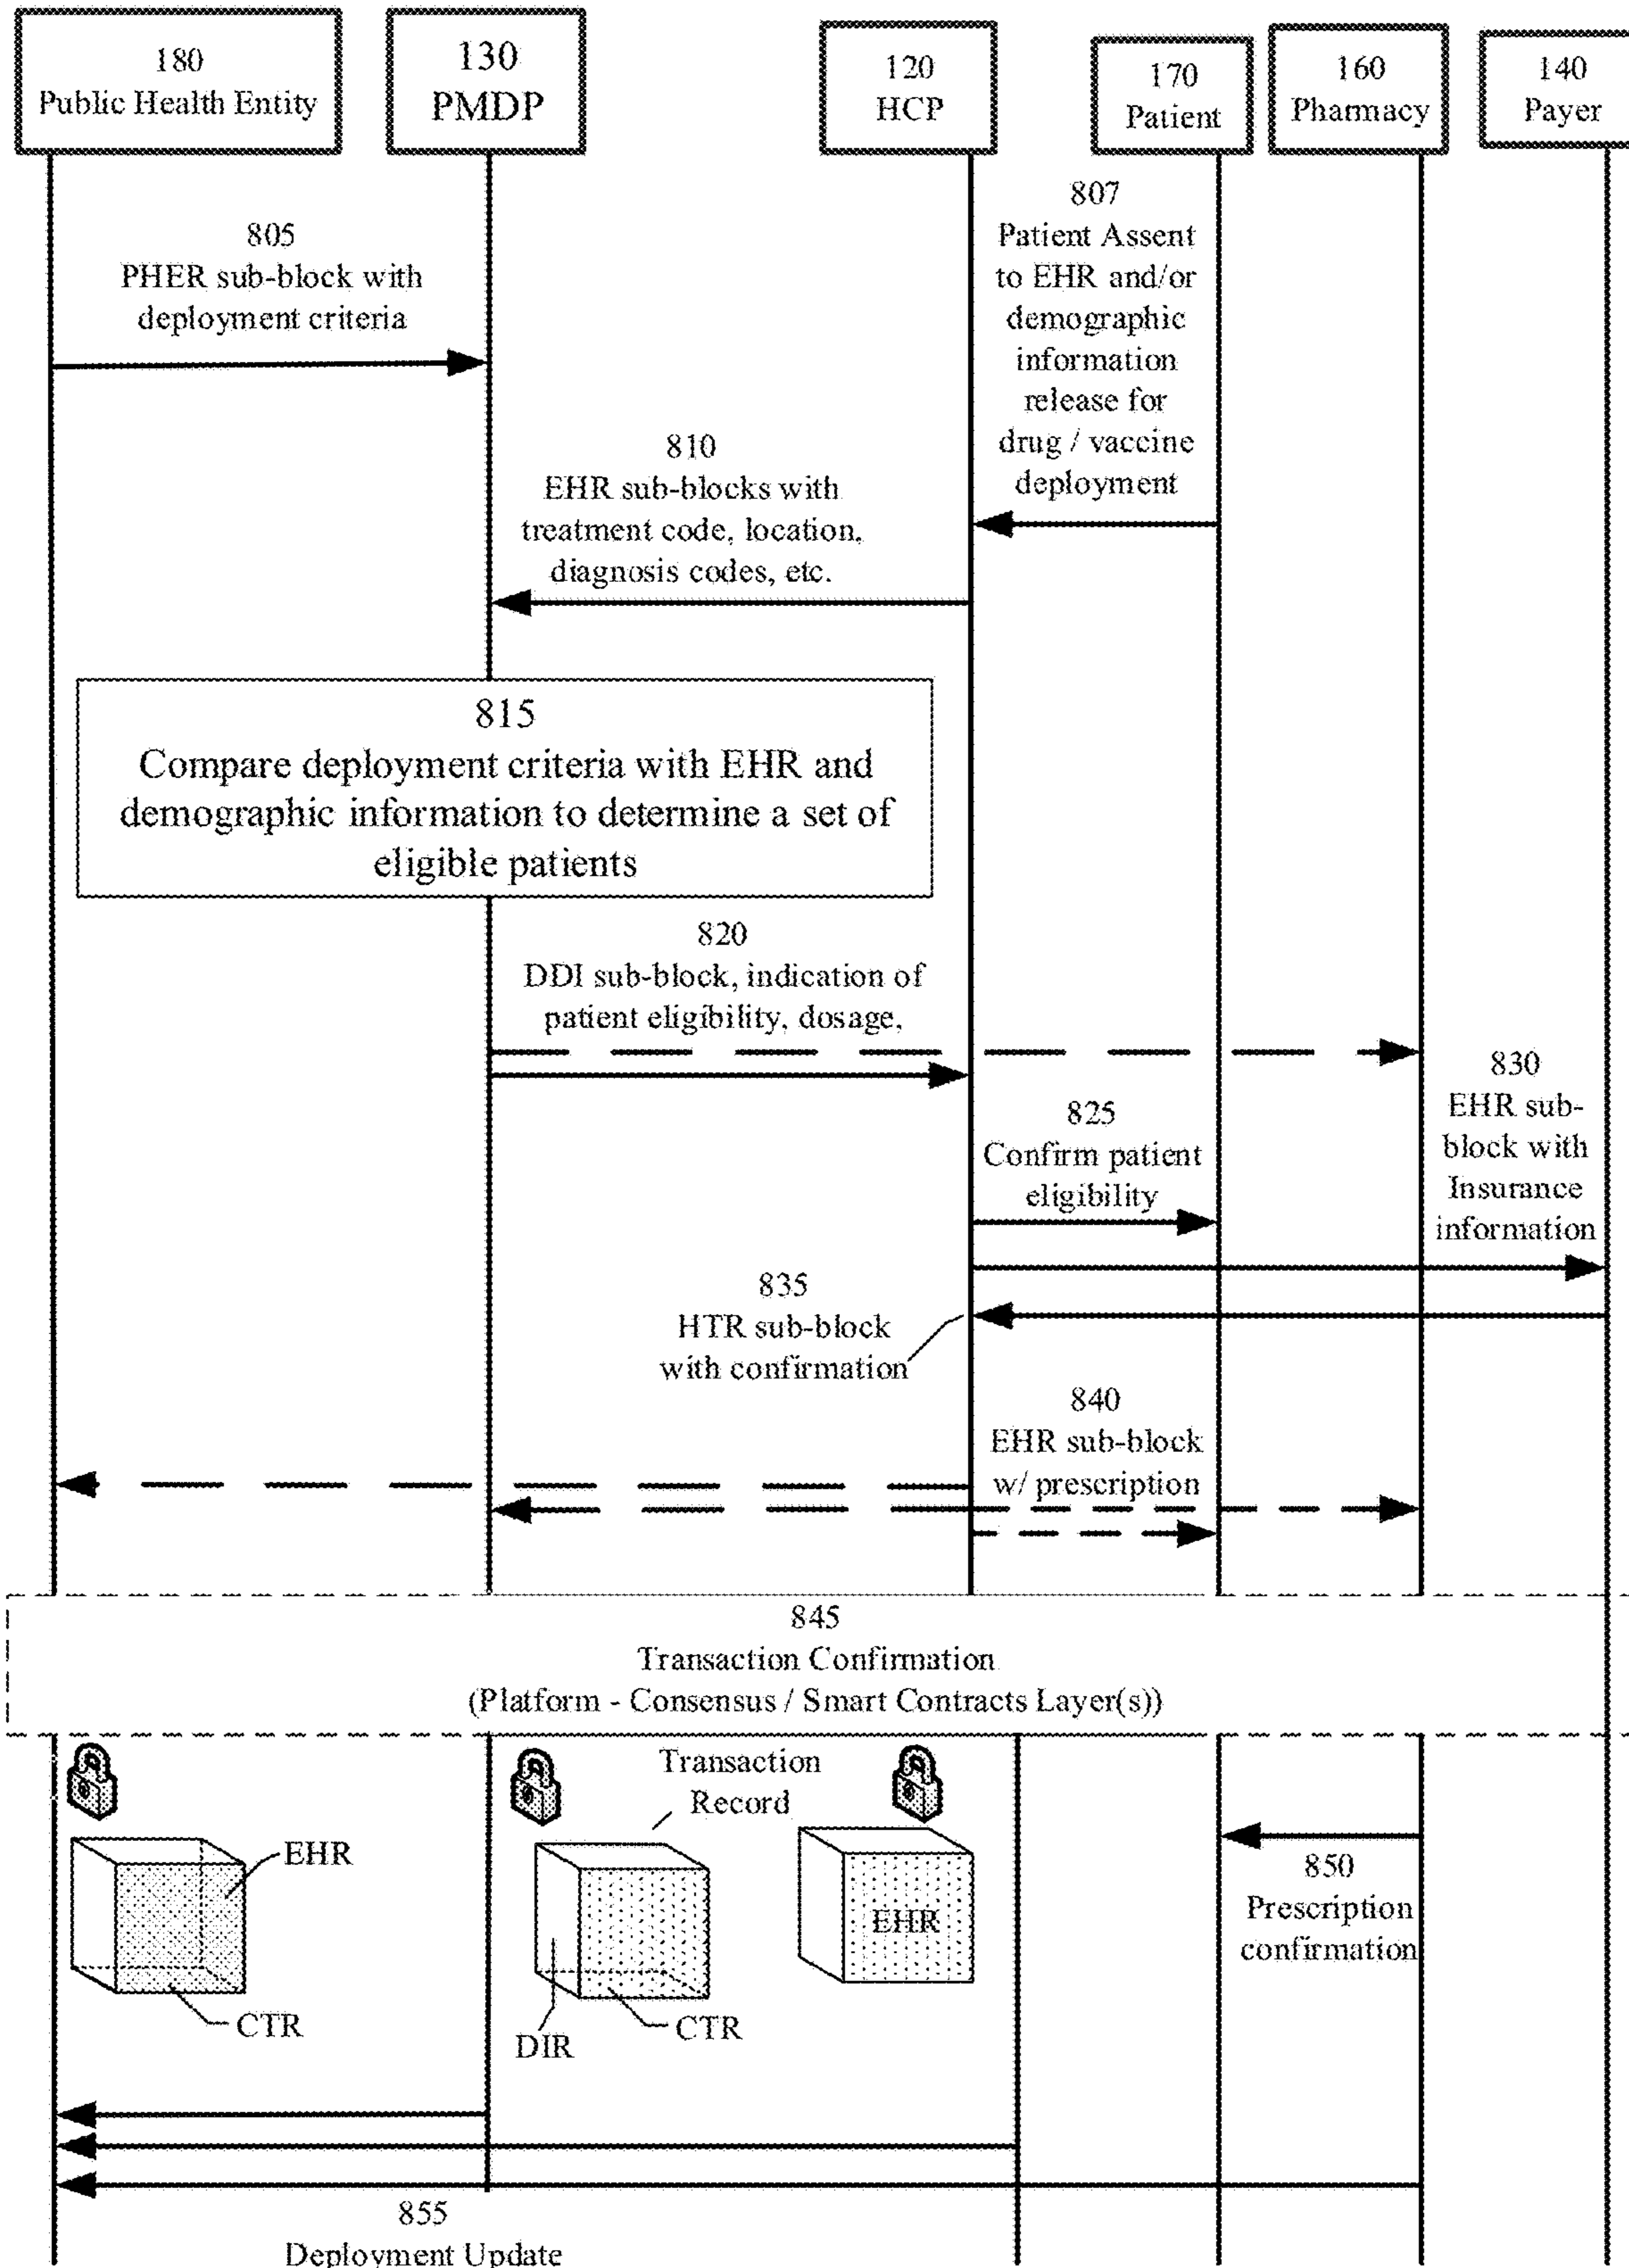 180
Public Health Entity
130
PMDP
120
HCP
170
Patient
160
Pharmacy
140
Payer
805
PHER sub-block with
deployment criteria
807
Patient Assent
to EHR and/or
demographic
information
release for
drug / vaccine
deployment
810
EHR sub-blocks with
treatment code, location,
diagnosis codes, etc.
815
Compare deployment criteria with EHR and
demographic information to determine a set of
eligible patients
820
DDI sub-block, indication of
patient eligibility, dosage,
825
Confirm patient
eligibility
830
EHR sub-
block with
Insurance
information
835
HTR sub-block
with confirmation
840
EHR sub-block
w/ prescription
845
Transaction Confirmation
(Platform - Consensus / Smart Contracts Layer(s))
Transaction
Record
EHR
CTR
DIR
CTR
EHR
850
Prescription
confirmation
855
Deployment Update